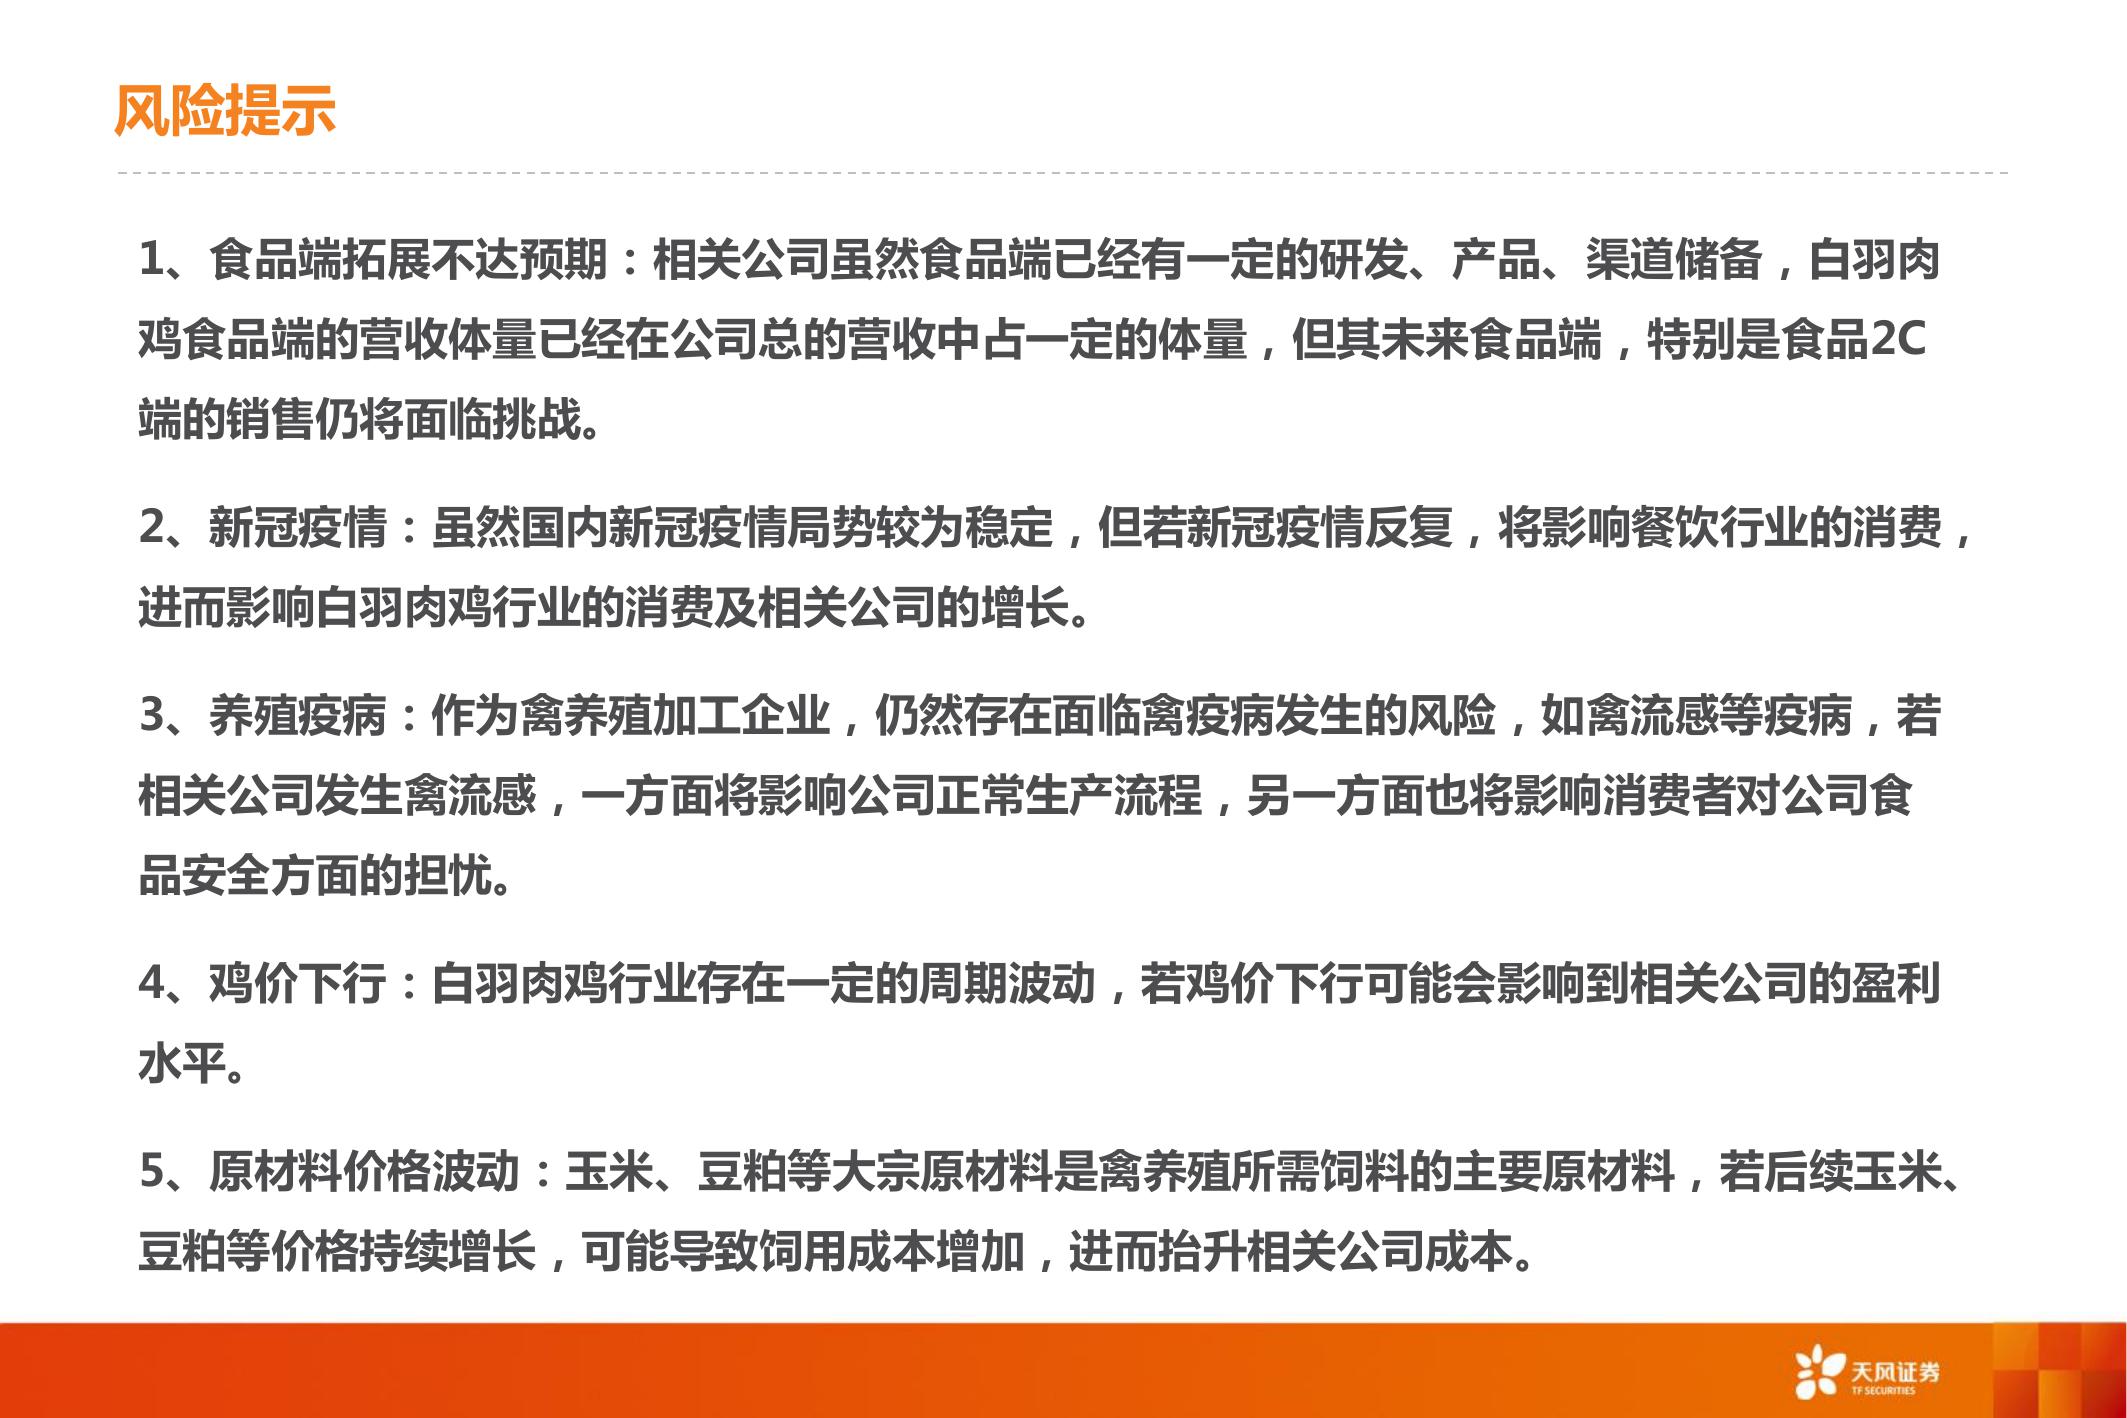 风险提示
1、食品端拓展不达预期：相关公司虽然食品端已经有一定的研发、产品、渠道储备，白羽肉
鸡食品端的营收体量已经在公司总的营收中占一定的体量，但其未来食品端，特别是食品2C
端的销售仍将面临挑战。
2、新冠疫情：虽然国内新冠疫情局势较为稳定，但若新冠疫情反复，将影响餐饮行业的消费，
进而影响白羽肉鸡行业的消费及相关公司的增长。
3、养殖疫病：作为禽养殖加工企业，仍然存在面临禽疫病发生的风险，如禽流感等疫病，若
相关公司发生禽流感，一方面将影响公司正常生产流程，另一方面也将影响消费者对公司食
品安全方面的担忧。
4、鸡价下行：白羽肉鸡行业存在一定的周期波动，若鸡价下行可能会影响到相关公司的盈利
水平。
5、原材料价格波动：玉米、豆粕等大宗原材料是禽养殖所需饲料的主要原材料，若后续玉米、
豆粕等价格持续增长，可能导致饲用成本增加，进而抬升相关公司成本。
天风证券
TF SECURITIES